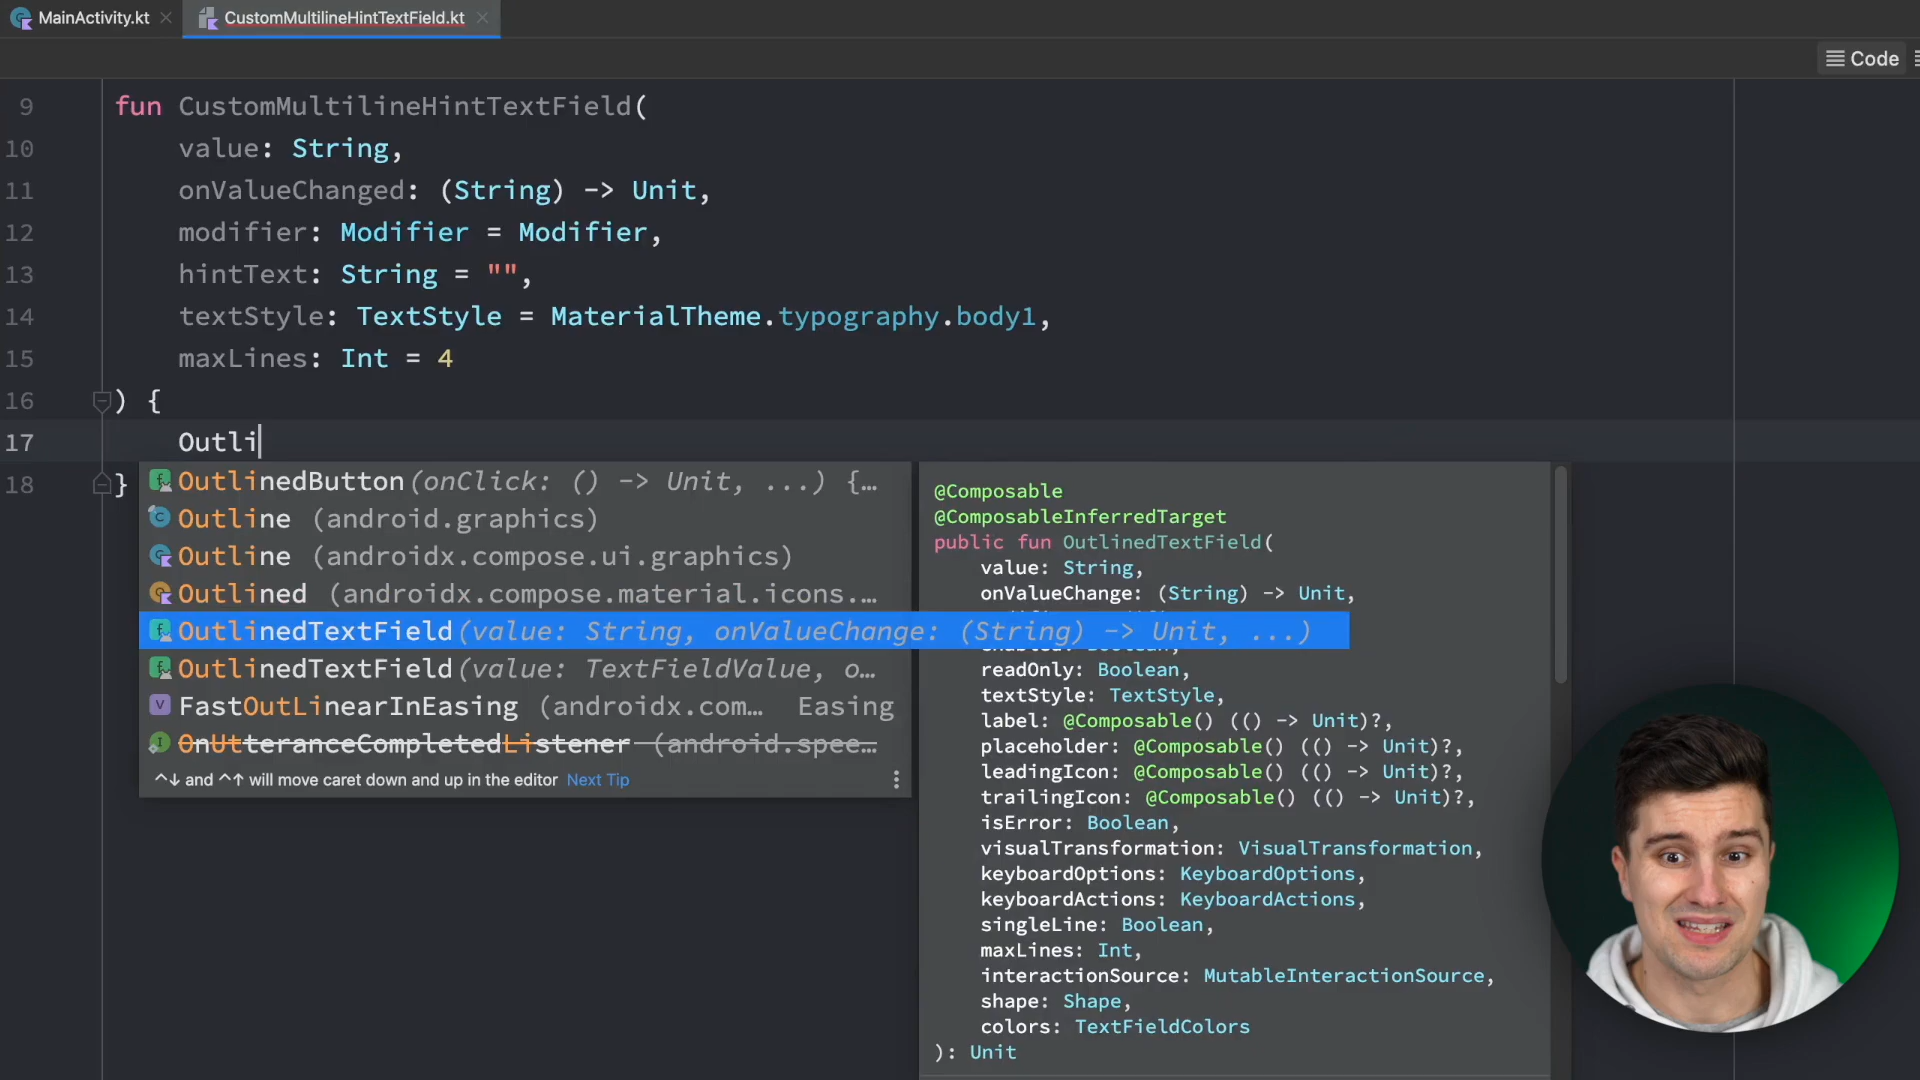 MainActivity.kt
CustomMultilineHintTextField.kt
Code
9 fun CustomMultilineHintTextField(
10 value: String,
11 onValueChanged: (String) -> Unit,
12 modifier: Modifier = Modifier,
13 hintText: String = "",
14 textStyle: TextStyle = MaterialTheme.typography.body1,
15 maxLines: Int = 4
16 ) {
17 Outli
18 }
OutlinedButton(onClick: () -> Unit, ...) {...
Outline (android.graphics)
Outline (androidx.compose.ui.graphics)
Outlined (androidx.compose.material.icons....
OutlinedTextField(value: String, onValueChange: (String) -> Unit, ...)
OutlinedTextField(value: TextFieldValue, o...
FastOutLinearInEasing (androidx.com... Easing
OnUtteranceCompletedListener (android.spee...
^↓ and ^↑ will move caret down and up in the editor Next Tip
@Composable
@ComposableInferredTarget
public fun OutlinedTextField(
value: String,
onValueChange: (String) -> Unit,
readOnly: Boolean,
textStyle: TextStyle,
label: @Composable() (() -> Unit)?,
placeholder: @Composable() (() -> Unit)?,
leadingIcon: @Composable() (() -> Unit)?,
trailingIcon: @Composable() (() -> Unit)?,
isError: Boolean,
visualTransformation: VisualTransformation,
keyboardOptions: KeyboardOptions,
keyboardActions: KeyboardActions,
singleLine: Boolean,
maxLines: Int,
interactionSource: MutableInteractionSource,
shape: Shape,
colors: TextFieldColors
): Unit